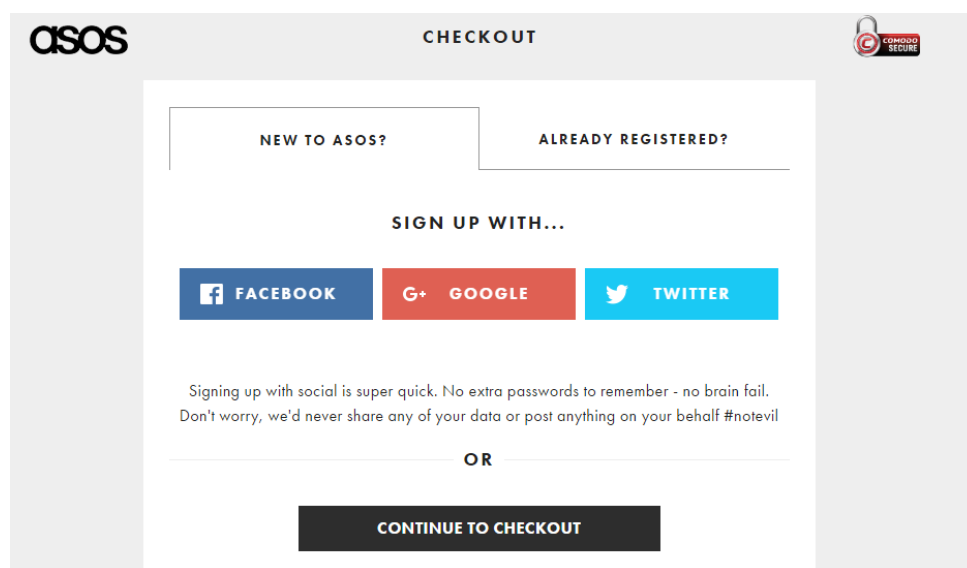 asos
CHECKOUT
COMODO
SECURE
NEW TO ASOS?
ALREADY REGISTERED?
SIGN UP WITH...
FACEBOOK
G+ GOOGLE
TWITTER
Signing up with social is super quick. No extra passwords to remember - no brain fail.
Don't worry, we'd never share any of your data or post anything on your behalf #notevil
OR
CONTINUE TO CHECKOUT